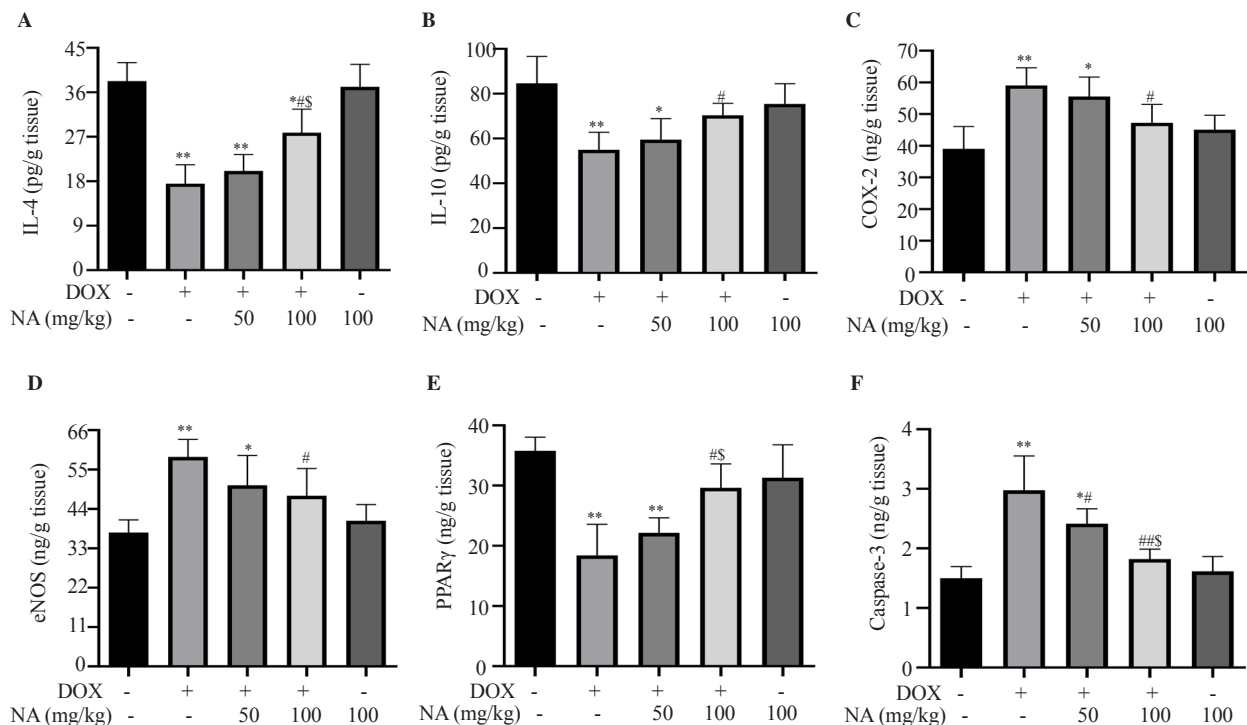 A
IL-4 (pg/g tissue)
45
36
27
18
9
0
**
**
*#$
DOX - + + + -
NA (mg/kg) - - 50 100 100
B
IL-10 (pg/g tissue)
100
80
60
40
20
0
**
*
#
DOX - + + + -
NA (mg/kg) - - 50 100 100
C
COX-2 (ng/g tissue)
70
60
50
40
30
20
10
0
**
*
#
DOX - + + + -
NA (mg/kg) - - 50 100 100
D
eNOS (ng/g tissue)
66
55
44
33
22
11
0
**
*
#
DOX - + + + -
NA (mg/kg) - - 50 100 100
E
PPARγ (ng/g tissue)
40
30
20
10
0
**
**
#$
DOX - + + + -
NA (mg/kg) - - 50 100 100
F
Caspase-3 (ng/g tissue)
4
3
2
1
0
**
*#
##$
DOX - + + + -
NA (mg/kg) - - 50 100 100